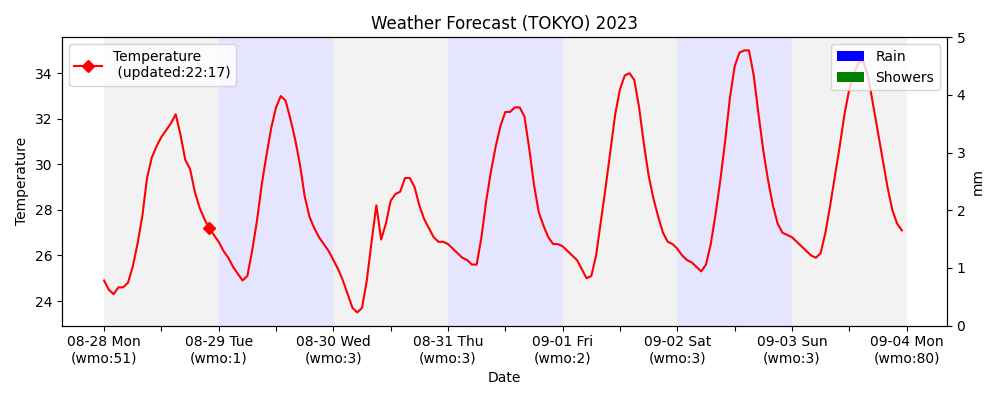 Weather Forecast (TOKYO) 2023
Temperature
(updated:22:17)
Rain
Showers
Temperature
34
32
30
28
26
24
5
4
3
2
1
0
mm
08-28 Mon
(wmo:51)
08-29 Tue
(wmo:1)
08-30 Wed
(wmo:3)
08-31 Thu
(wmo:3)
09-01 Fri
(wmo:2)
09-02 Sat
(wmo:3)
09-03 Sun
(wmo:3)
09-04 Mon
(wmo:80)
Date